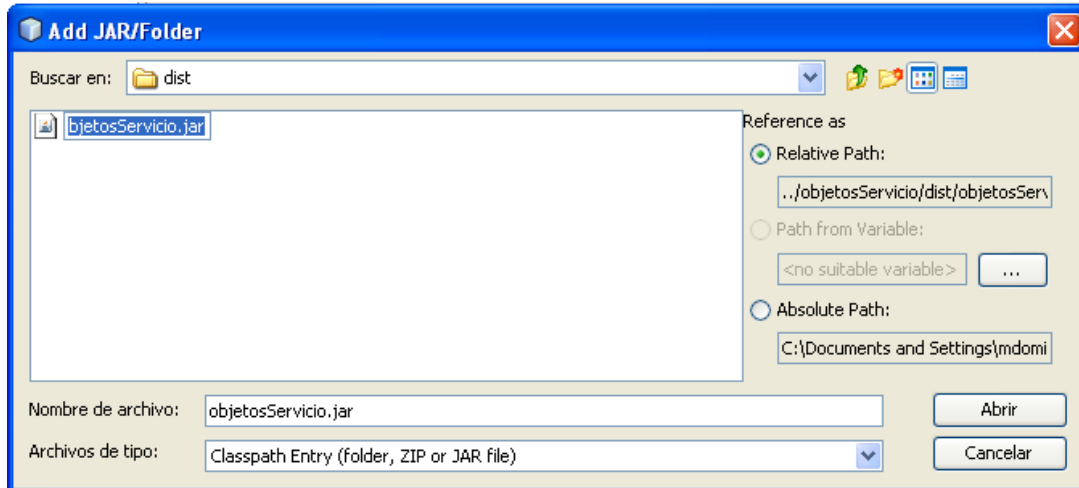 Add JAR/Folder
Buscar en:
dist
bjetosServicio.jar
Reference as
Relative Path:
../objetosServicio/dist/objetosSer
Path from Variable:
<no suitable variable>
...
Absolute Path:
C:\Documents and Settings\mdomi
Nombre de archivo:
objetosServicio.jar
Abrir
Archivos de tipo:
Classpath Entry (folder, ZIP or JAR file)
Cancelar